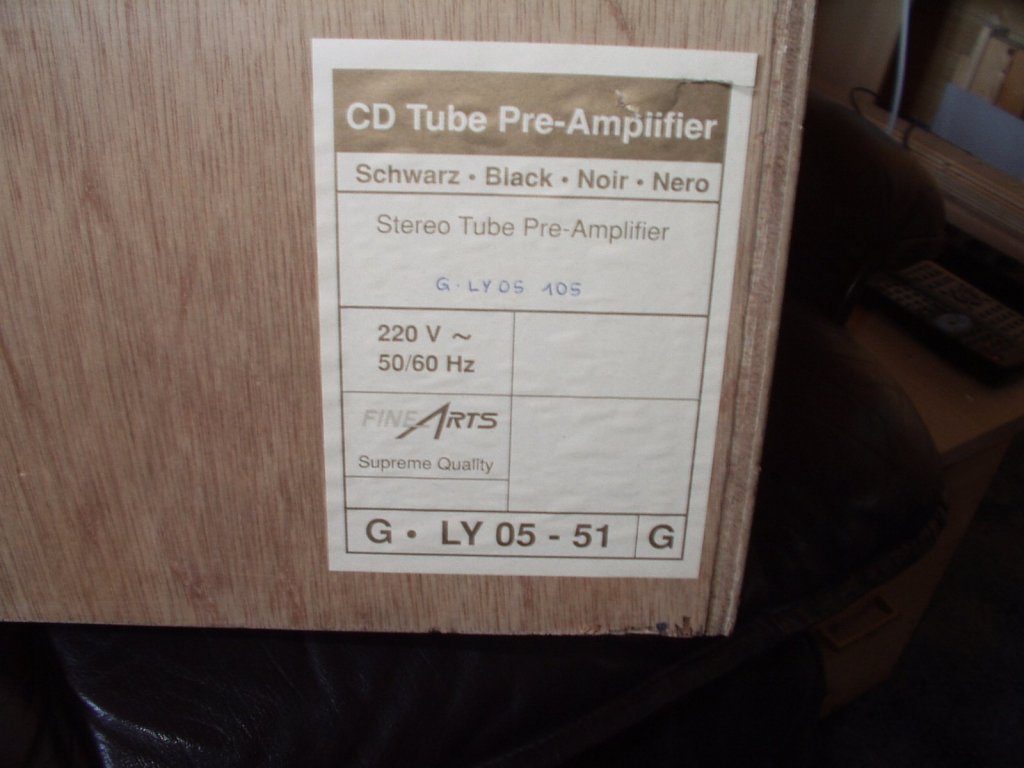 CD Tube Pre-Amplifier
Schwarz • Black • Noir • Nero
Stereo Tube Pre-Amplifier
G. LY 05 105
220 V ~
50/60 Hz
FINE ARTS
Supreme Quality
G • LY 05 - 51 G